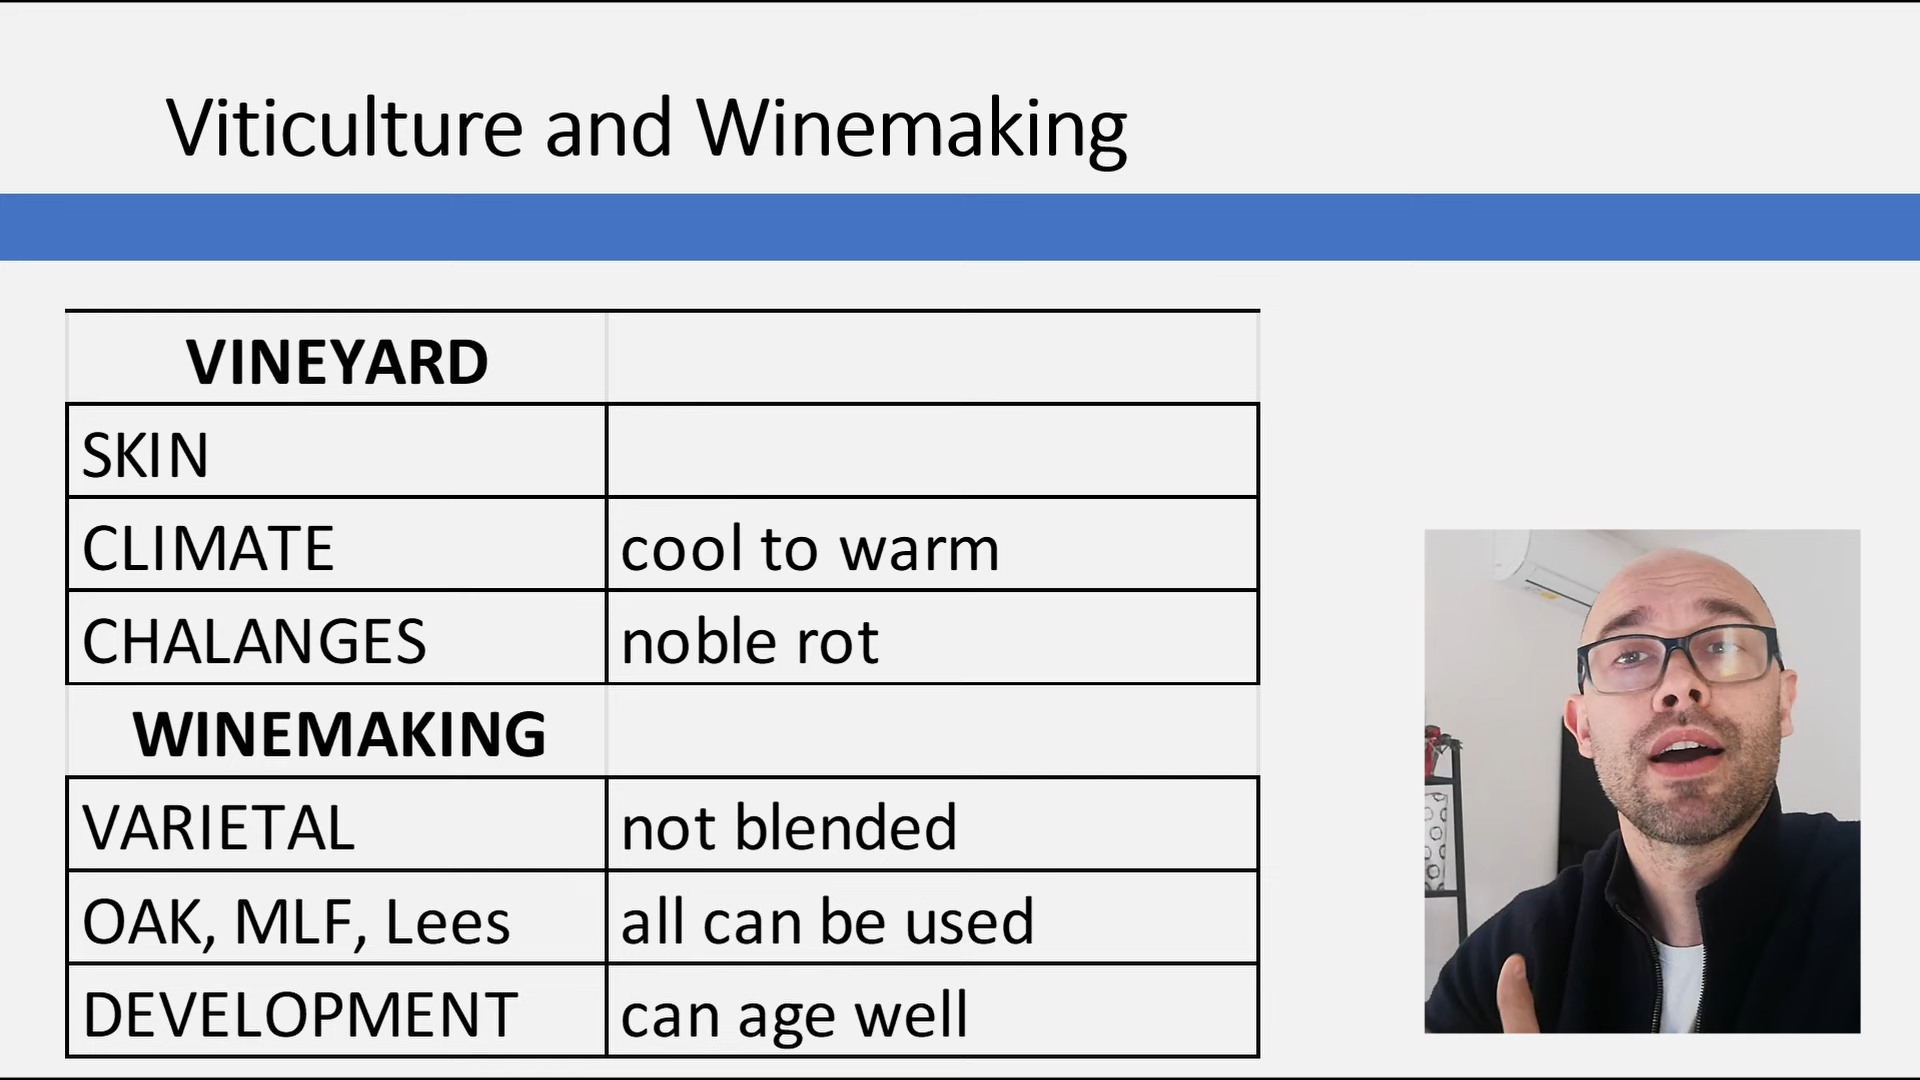 Viticulture and Winemaking
VINEYARD
SKIN
CLIMATE cool to warm
CHALANGES noble rot
WINEMAKING
VARIETAL not blended
OAK, MLF, Lees all can be used
DEVELOPMENT can age well